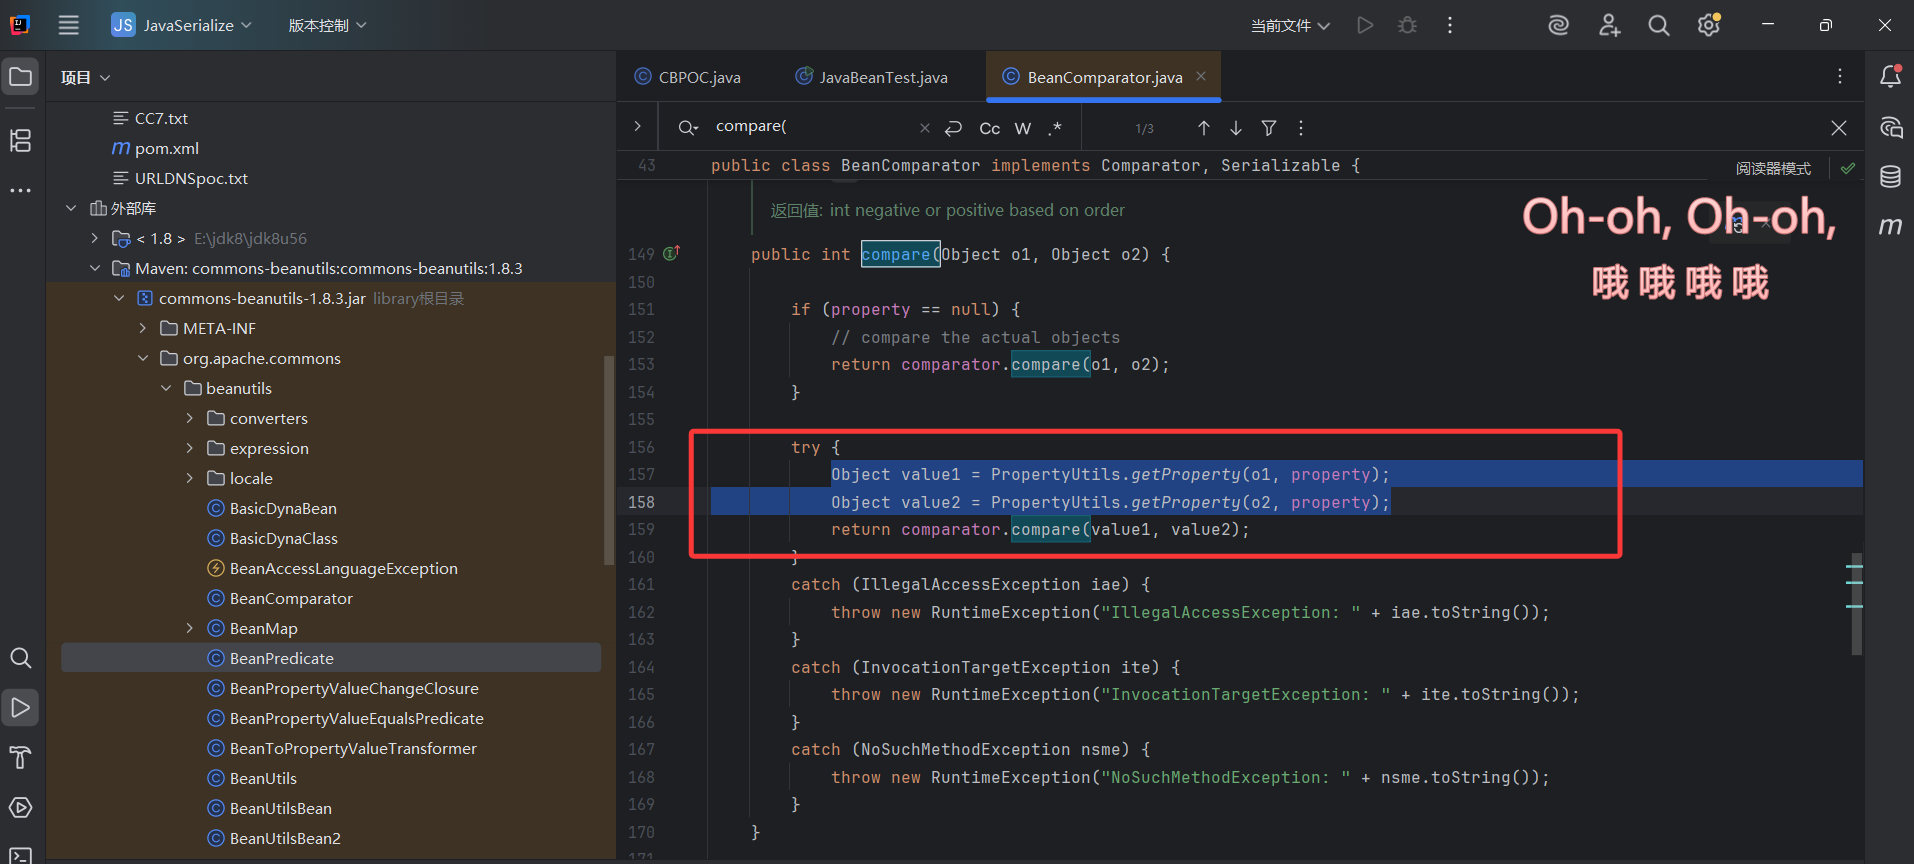 JS JavaSerialize 版本控制 当前文件
项目
CBPOC.java JavaBeanTest.java BeanComparator.java
CC7.txt
pom.xml
URLDNSpoc.txt
外部库
< 1.8 > E:\jdk8\jdk8u56
Maven: commons-beanutils:commons-beanutils:1.8.3
commons-beanutils-1.8.3.jar library根目录
META-INF
org.apache.commons
beanutils
converters
expression
locale
BasicDynaBean
BasicDynaClass
BeanAccessLanguageException
BeanComparator
BeanMap
BeanPredicate
BeanPropertyValueChangeClosure
BeanPropertyValueEqualsPredicate
BeanToPropertyValueTransformer
BeanUtils
BeanUtilsBean
BeanUtilsBean2
compare( Cc W .* 1/3
43 public class BeanComparator implements Comparator, Serializable {
阅读器模式
返回值: int negative or positive based on order
Oh-oh, Oh-oh,
哦 哦 哦 哦
149 public int compare(Object o1, Object o2) {
150
151 if (property == null) {
152 // compare the actual objects
153 return comparator.compare(o1, o2);
154 }
155
156 try {
157 Object value1 = PropertyUtils.getProperty(o1, property);
158 Object value2 = PropertyUtils.getProperty(o2, property);
159 return comparator.compare(value1, value2);
160 }
161 catch (IllegalAccessException iae) {
162 throw new RuntimeException("IllegalAccessException: " + iae.toString());
163 }
164 catch (InvocationTargetException ite) {
165 throw new RuntimeException("InvocationTargetException: " + ite.toString());
166 }
167 catch (NoSuchMethodException nsme) {
168 throw new RuntimeException("NoSuchMethodException: " + nsme.toString());
169 }
170 }
171